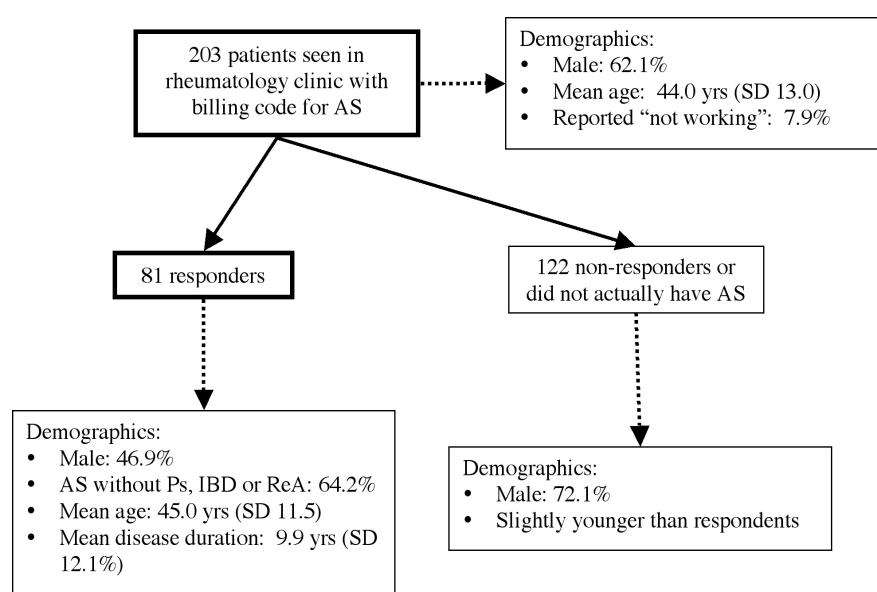 203 patients seen in
rheumatology clinic with
billing code for AS
Demographics:
• Male: 62.1%
• Mean age:  44.0 yrs (SD 13.0)
• Reported “not working”:  7.9%
81 responders
122 non-responders or
did not actually have AS
Demographics:
• Male: 46.9%
• AS without Ps, IBD or ReA: 64.2%
• Mean age: 45.0 yrs (SD 11.5)
• Mean disease duration:  9.9 yrs (SD
12.1%)
Demographics:
• Male: 72.1%
• Slightly younger than respondents